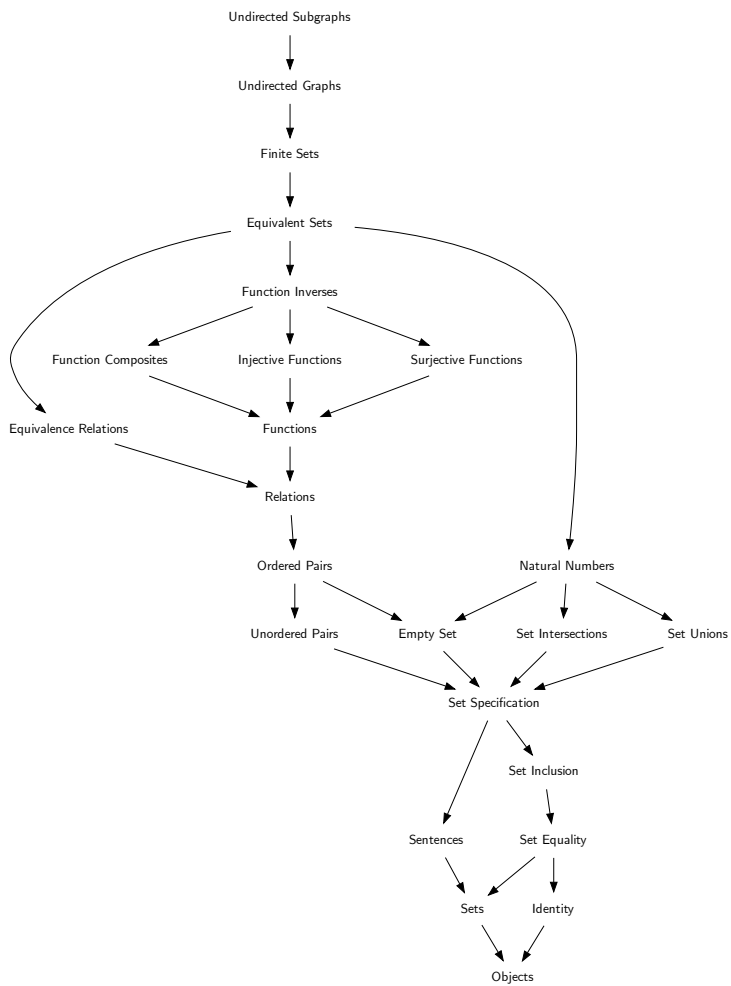 Undirected Subgraphs
Undirected Graphs
Finite Sets
Equivalent Sets
Function Inverses
Function Composites
Injective Functions
Surjective Functions
Equivalence Relations
Functions
Relations
Ordered Pairs
Natural Numbers
Unordered Pairs
Empty Set
Set Intersections
Set Unions
Set Specification
Set Inclusion
Sentences
Set Equality
Sets
Identity
Objects